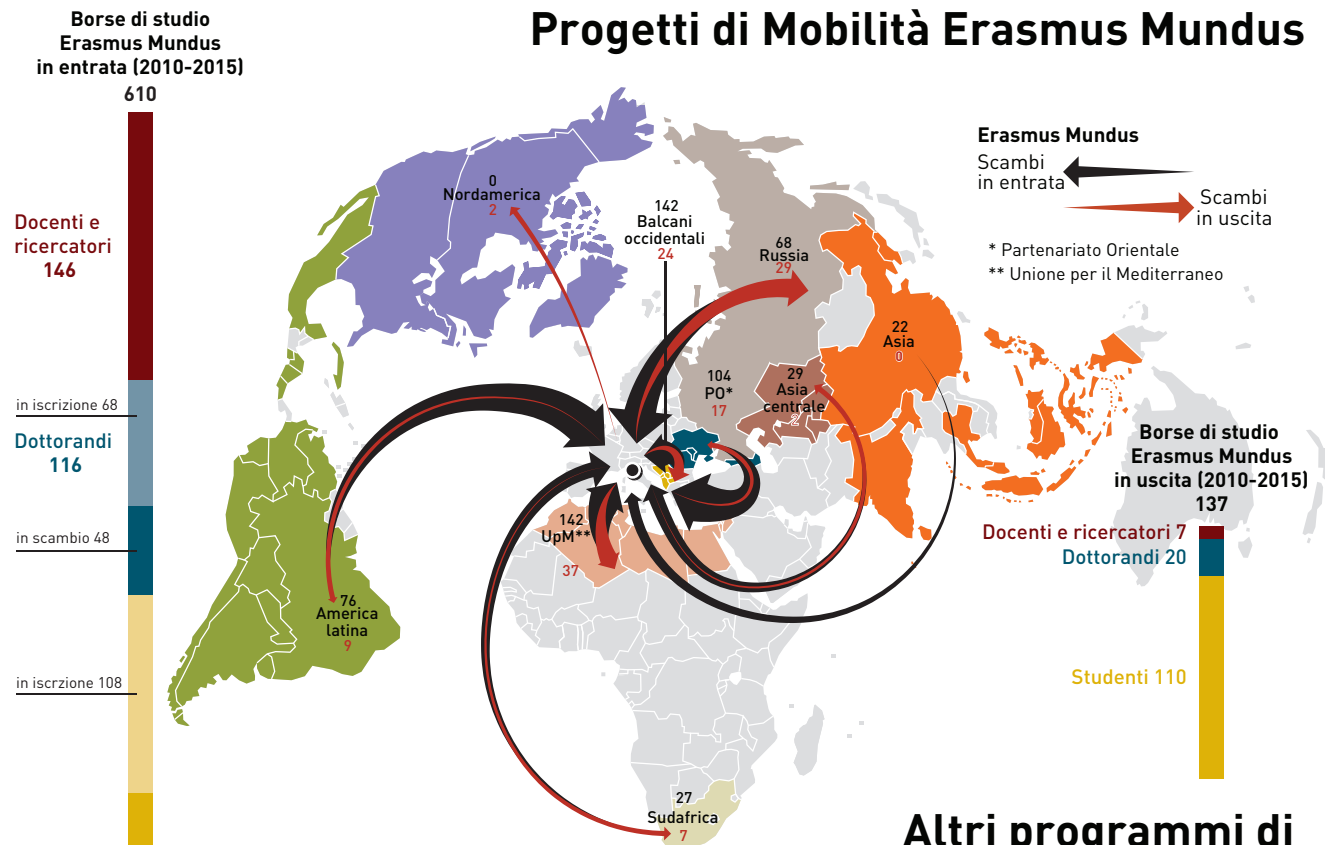 Progetti di Mobilità Erasmus Mundus
Borse di studio
Erasmus Mundus
in entrata (2010-2015)
610
Docenti e
ricercatori
146
in iscrizione 68
Dottorandi
116
in scambio 48
in iscrzione 108
Erasmus Mundus
Scambi
in entrata
Scambi
in uscita
* Partenariato Orientale
** Unione per il Mediterraneo
0
Nordamerica
2
142
Balcani
occidentali
24
68
Russia
29
22
Asia
0
104
PO*
17
29
Asia
centrale
2
142
UpM**
37
76
America
latina
9
27
Sudafrica
7
Borse di studio
Erasmus Mundus
in uscita (2010-2015)
137
Docenti e ricercatori 7
Dottorandi 20
Studenti 110
Altri programmi di